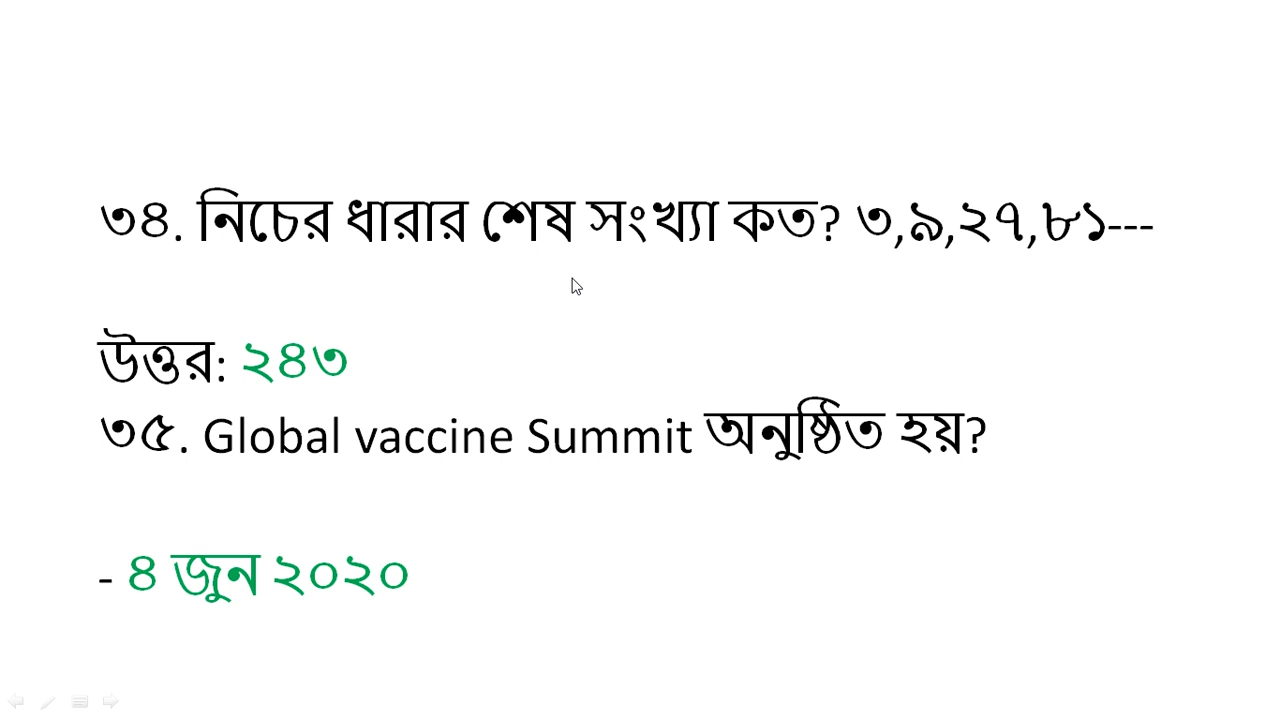 ৩৪. নিচের ধারার শেষ সংখ্যা কত? ৩,৯,২৭,৮১---
উত্তর: ২৪৩
৩৫. Global vaccine Summit অনুষ্ঠিত হয়?
- ৪ জুন ২০২০